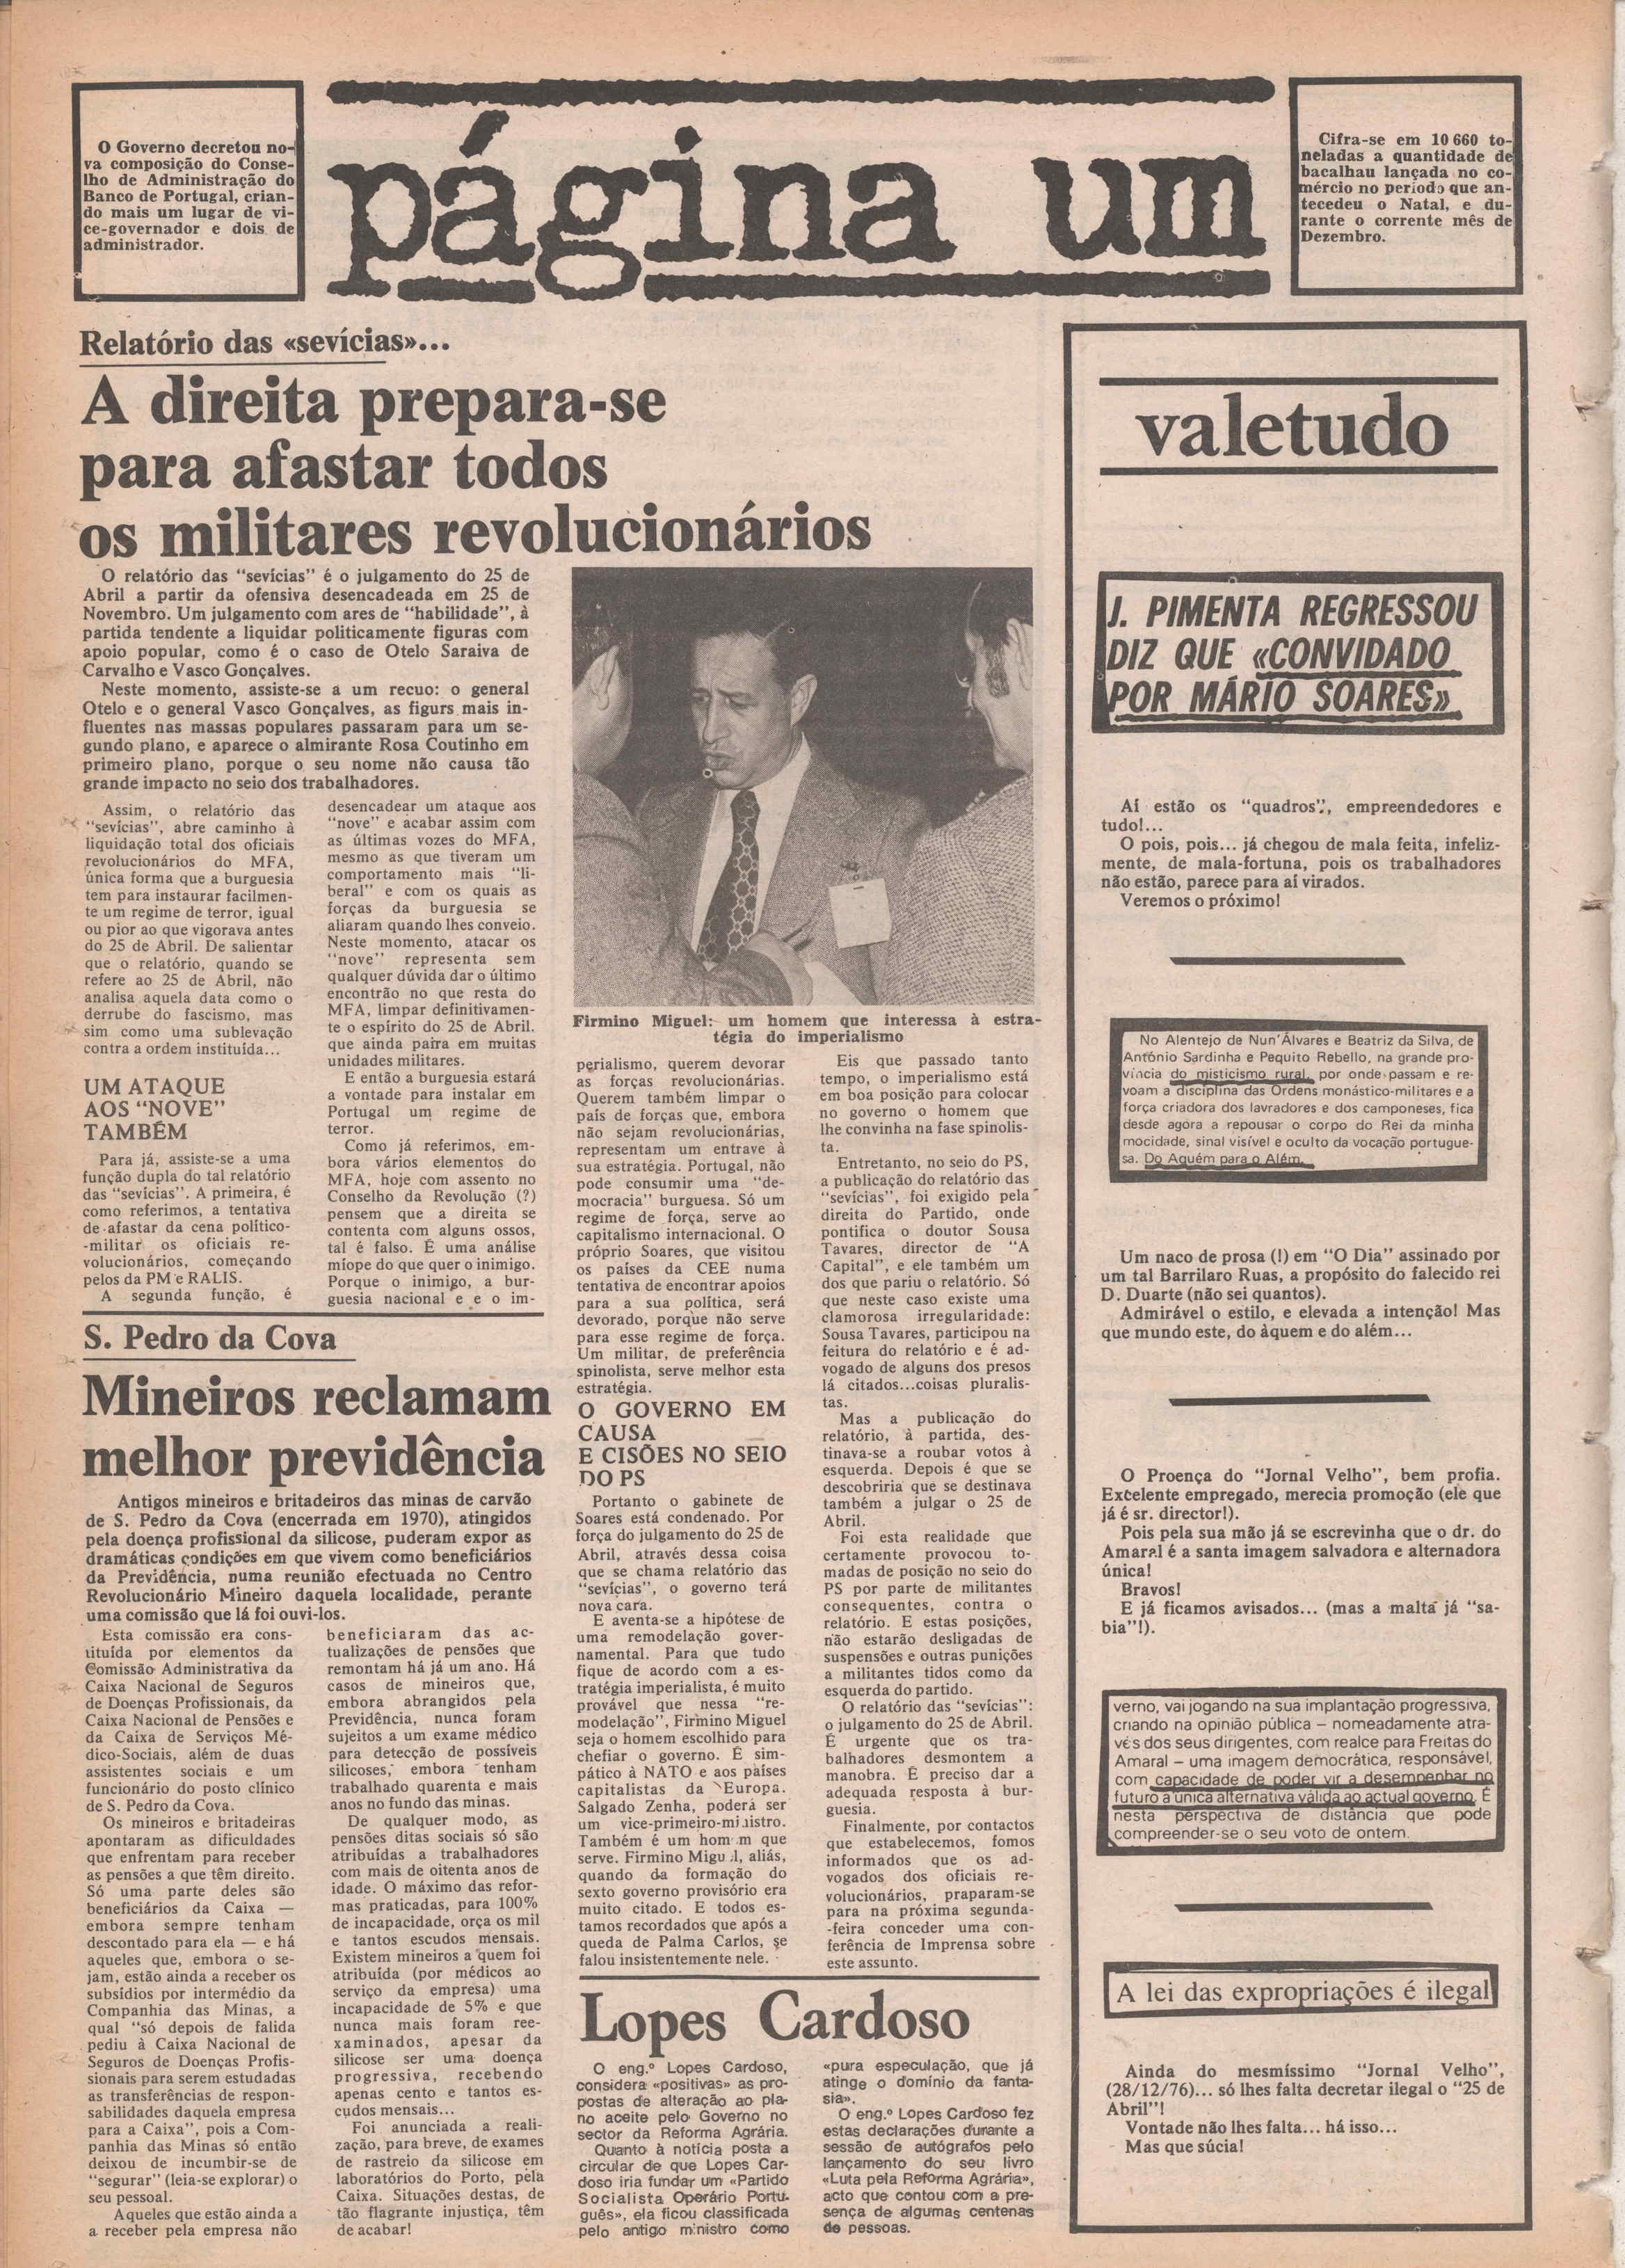 O Governo decretou no-
va composição do Conse-
lho de Administração do
Banco de Portugal, crian-
do mais um lugar de vi-
ce-governador e dois de
administrador.
página um
Cifra-se em 10 660 to-
neladas a quantidade de
bacalhau lançada no co-
mércio no período que an-
tecedeu o Natal, e du-
rante o corrente mês de
Dezembro.
Relatório das «sevícias»...
A direita prepara-se
para afastar todos
os militares revolucionários
O relatório das “sevícias” é o julgamento do 25 de
Abril a partir da ofensiva desencadeada em 25 de
Novembro. Um julgamento com ares de “habilidade”, à
partida tendente a liquidar politicamente figuras com
apoio popular, como é o caso de Otelo Saraiva de
Carvalho e Vasco Gonçalves.
Neste momento, assiste-se a um recuo: o general
Otelo e o general Vasco Gonçalves, as figurs mais in-
fluentes nas massas populares passaram para um se-
gundo plano, e aparece o almirante Rosa Coutinho em
primeiro plano, porque o seu nome não causa tão
grande impacto no seio dos trabalhadores.
Assim, o relatório das
“sevícias”, abre caminho à
liquidação total dos oficiais
revolucionários do MFA,
única forma que a burguesia
tem para instaurar facilmen-
te um regime de terror, igual
ou pior ao que vigorava antes
do 25 de Abril. De salientar
que o relatório, quando se
refere ao 25 de Abril, não
analisa aquela data como o
derrube do fascismo, mas
sim como uma sublevação
contra a ordem instituída...
UM ATAQUE
AOS “NOVE”
TAMBÉM
Para já, assiste-se a uma
função dupla do tal relatório
das “sevícias”. A primeira, é
como referimos, a tentativa
de afastar da cena político-
-militar os oficiais re-
volucionários, começando
pelos da PM e RALIS.
A segunda função, é
desencadear um ataque aos
“nove” e acabar assim com
as últimas vozes do MFA,
mesmo as que tiveram um
comportamento mais “li-
beral” e com os quais as
forças da burguesia se
aliaram quando lhes conveio.
Neste momento, atacar os
“nove” representa sem
qualquer dúvida dar o último
encontrão no que resta do
MFA, limpar definitivamen-
te o espírito do 25 de Abril.
que ainda paira em muitas
unidades militares.
E então a burguesia estará
a vontade para instalar em
Portugal um regime de
terror.
Como já referimos, em-
bora vários elementos do
MFA, hoje com assento no
Conselho da Revolução (?)
pensem que a direita se
contenta com alguns ossos,
tal é falso. É uma análise
míope do que quer o inimigo.
Porque o inimigo, a bur-
guesia nacional e e o im-
Firmino Miguel: um homem que interessa à estra-
tégia do imperialismo
perialismo, querem devorar
as forças revolucionárias.
Querem também limpar o
país de forças que, embora
não sejam revolucionárias,
representam um entrave à
sua estratégia. Portugal, não
pode consumir uma “de-
mocracia” burguesa. Só um
regime de força, serve ao
capitalismo internacional. O
próprio Soares, que visitou
os países da CEE numa
tentativa de encontrar apoios
para a sua política, será
devorado, porque não serve
para esse regime de força.
Um militar, de preferência
spinolista, serve melhor esta
estratégia.
O GOVERNO EM
CAUSA
E CISÕES NO SEIO
DO PS
Portanto o gabinete de
Soares está condenado. Por
força do julgamento do 25 de
Abril, através dessa coisa
que se chama relatório das
“sevícias”, o governo terá
nova cara.
E aventa-se a hipótese de
uma remodelação gover-
namental. Para que tudo
fique de acordo com a es-
tratégia imperialista, é muito
provável que nessa “re-
modelação”, Firmino Miguel
seja o homem escolhido para
chefiar o governo. É sim-
pático à NATO e aos países
capitalistas da Europa.
Salgado Zenha, poderá ser
um vice-primeiro-ministro.
Também é um homem que
serve. Firmino Miguel, aliás,
quando da formação do
sexto governo provisório era
muito citado. E todos es-
tamos recordados que após a
queda de Palma Carlos, se
falou insistentemente nele.
Eis que passado tanto
tempo, o imperialismo está
em boa posição para colocar
no governo o homem que
lhe convinha na fase spinolis-
ta.
Entretanto, no seio do PS,
a publicação do relatório das
“sevícias”, foi exigido pela
direita do Partido, onde
pontifica o doutor Sousa
Tavares, director de “A
Capital”, e ele também um
dos que pariu o relatório. Só
que neste caso existe uma
clamorosa irregularidade:
Sousa Tavares, participou na
feitura do relatório e é ad-
vogado de alguns dos presos
lá citados...coisas pluralis-
tas.
Mas a publicação do
relatório, à partida, des-
tinava-se a roubar votos à
esquerda. Depois é que se
descobriria que se destinava
também a julgar o 25 de
Abril.
Foi esta realidade que
certamente provocou to-
madas de posição no seio do
PS por parte de militantes
consequentes, contra o
relatório. E estas posições,
não estarão desligadas de
suspensões e outras punições
a militantes tidos como da
esquerda do partido.
O relatório das “sevícias”:
o julgamento do 25 de Abril.
É urgente que os tra-
balhadores desmontem a
manobra. É preciso dar a
adequada resposta à bur-
guesia.
Finalmente, por contactos
que estabelecemos, fomos
informados que os ad-
vogados dos oficiais re-
volucionários, praparam-se
para na próxima segunda-
-feira conceder uma con-
ferência de Imprensa sobre
este assunto.
S. Pedro da Cova
Mineiros reclamam
melhor previdência
Antigos mineiros e britadeiros das minas de carvão
de S. Pedro da Cova (encerrada em 1970), atingidos
pela doença profissional da silicose, puderam expor as
dramáticas condições em que vivem como beneficiários
da Previdência, numa reunião efectuada no Centro
Revolucionário Mineiro daquela localidade, perante
uma comissão que lá foi ouvi-los.
Esta comissão era cons-
tituída por elementos da
Comissão Administrativa da
Caixa Nacional de Seguros
de Doenças Profissionais, da
Caixa Nacional de Pensões e
da Caixa de Serviços Mé-
dico-Sociais, além de duas
assistentes sociais e um
funcionário do posto clínico
de S. Pedro da Cova.
Os mineiros e britadeiras
apontaram as dificuldades
que enfrentam para receber
as pensões a que têm direito.
Só uma parte deles são
beneficiários da Caixa —
embora sempre tenham
descontado para ela — e há
aqueles que, embora o se-
jam, estão ainda a receber os
subsídios por intermédio da
Companhia das Minas, a
qual “só depois de falida
pediu à Caixa Nacional de
Seguros de Doenças Profis-
sionais para serem estudadas
as transferências de respon-
sabilidades daquela empresa
para a Caixa”, pois a Com-
panhia das Minas só então
deixou de incumbir-se de
“segurar” (leia-se explorar) o
seu pessoal.
Aqueles que estão ainda a
a receber pela empresa não
beneficiaram das ac-
tualizações de pensões que
remontam há já um ano. Há
casos de mineiros que,
embora abrangidos pela
Previdência, nunca foram
sujeitos a um exame médico
para detecção de possíveis
silicoses, embora tenham
trabalhado quarenta e mais
anos no fundo das minas.
De qualquer modo, as
pensões ditas sociais só são
atribuídas a trabalhadores
com mais de oitenta anos de
idade. O máximo das refor-
mas praticadas, para 100%
de incapacidade, orça os mil
e tantos escudos mensais.
Existem mineiros a quem foi
atribuída (por médicos ao
serviço da empresa) uma
incapacidade de 5% e que
nunca mais foram ree-
xaminados, apesar da
silicose ser uma doença
progressiva, recebendo
apenas cento e tantos es-
cudos mensais...
Foi anunciada a reali-
zação, para breve, de exames
de rastreio da silicose em
laboratórios do Porto, pela
Caixa. Situações destas, de
tão flagrante injustiça, têm
de acabar!
Lopes Cardoso
O eng.º Lopes Cardoso,
considera «positivas» as pro-
postas de alteração ao pla-
no aceite pelo Governo no
sector da Reforma Agrária.
Quanto à notícia posta a
circular de que Lopes Car-
doso iria fundar um «Partido
Socialista Operário Portu-
guês», ela ficou classificada
pelo antigo ministro como
«pura especulação, que já
atinge o domínio da fanta-
sia».
O eng.º Lopes Cardoso fez
estas declarações durante a
sessão de autógrafos pelo
lançamento do seu livro
«Luta pela Reforma Agrária»,
acto que contou com a pre-
sença de algumas centenas
de pessoas.
valetudo
J. PIMENTA REGRESSOU
DIZ QUE «CONVIDADO
POR MÁRIO SOARES»
Aí estão os “quadros”, empreendedores e
tudo!...
O pois, pois... já chegou de mala feita, infeliz-
mente, de mala-fortuna, pois os trabalhadores
não estão, parece para aí virados.
Veremos o próximo!
No Alentejo de Nun’Álvares e Beatriz da Silva, de
António Sardinha e Pequito Rebello, na grande pro-
víncia do misticismo rural, por onde passam e re-
voam a disciplina das Ordens monástico-militares e a
força criadora dos lavradores e dos camponeses, fica
desde agora a repousar o corpo do Rei da minha
mocidade, sinal visível e oculto da vocação portugue-
sa. Do Aquém para o Além.
Um naco de prosa (!) em “O Dia” assinado por
um tal Barrilaro Ruas, a propósito do falecido rei
D. Duarte (não sei quantos).
Admirável o estilo, e elevada a intenção! Mas
que mundo este, do àquem e do além...
O Proença do “Jornal Velho”, bem profia.
Excelente empregado, merecia promoção (ele que
já é sr. director!).
Pois pela sua mão já se escrevinha que o dr. do
Amaral é a santa imagem salvadora e alternadora
única!
Bravos!
E já ficamos avisados... (mas a malta já “sa-
bia”!).
verno, vai jogando na sua implantação progressiva,
criando na opinião pública — nomeadamente atra-
vés dos seus dirigentes, com realce para Freitas do
Amaral — uma imagem democrática, responsável,
com capacidade de poder vir a desempenhar no
futuro a única alternativa válida ao actual governo. É
nesta perspectiva de distância que pode
compreender-se o seu voto de ontem.
A lei das expropriações é ilegal
Ainda do mesmíssimo “Jornal Velho”,
(28/12/76)... só lhes falta decretar ilegal o “25 de
Abril”!
Vontade não lhes falta... há isso...
Mas que súcia!